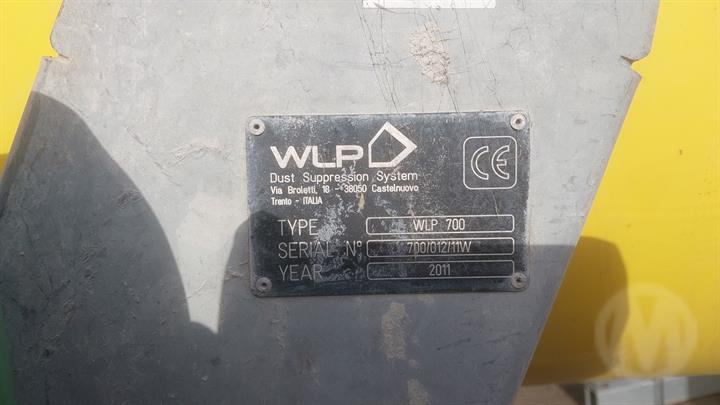 WLP
Dust Suppression System
Via Broletti, 18 - 38050 Castelnuovo
Trento - ITALIA
CE
TYPE WLP 700
SERIAL N° 700/012/11W
YEAR 2011
M